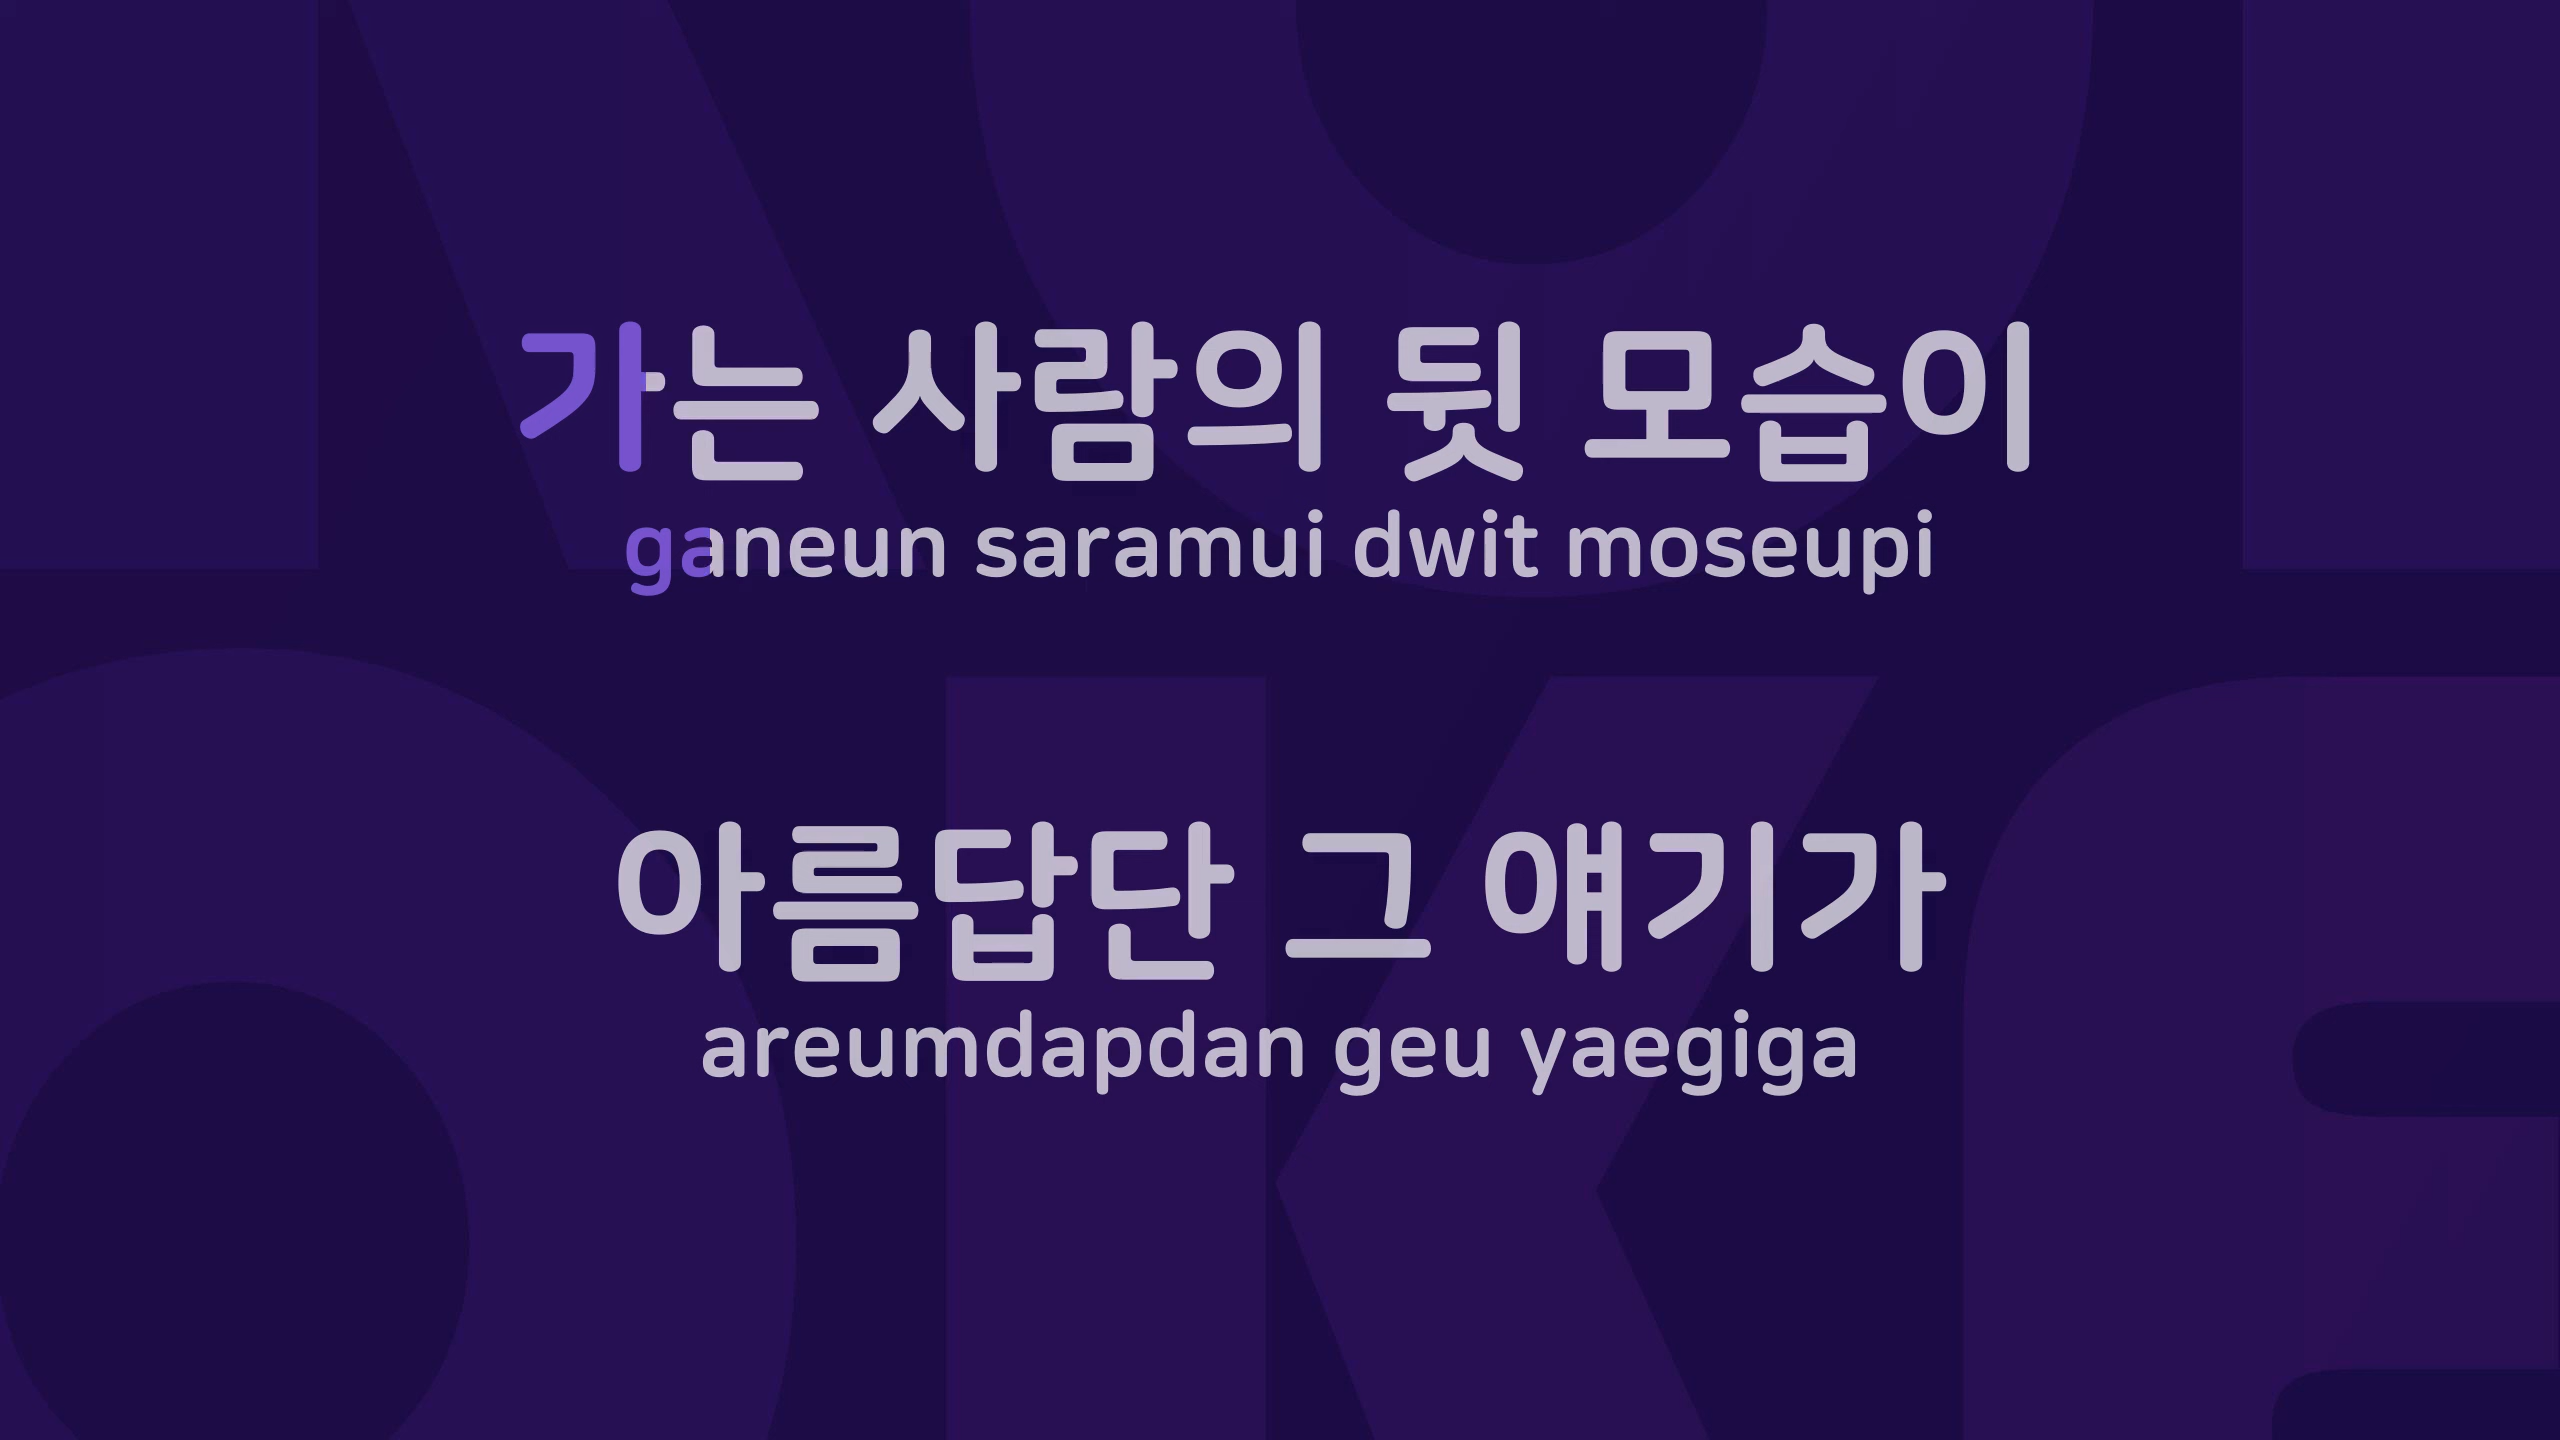 가는 사람의 뒷 모습이
ganeun saramui dwit moseupi
아름답단 그 얘기가
areumdapdan geu yaegiga